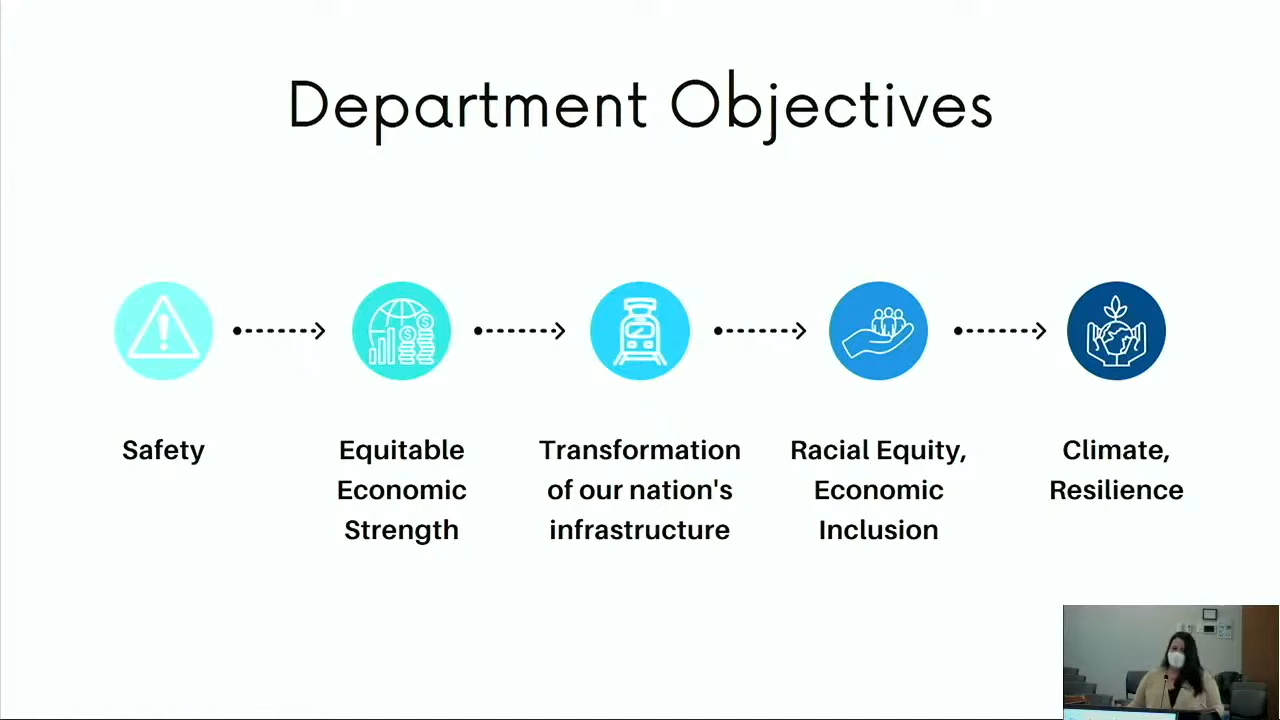 Department Objectives
Safety
Equitable
Economic
Strength
Transformation
of our nation's
infrastructure
Racial Equity,
Economic
Inclusion
Climate,
Resilience